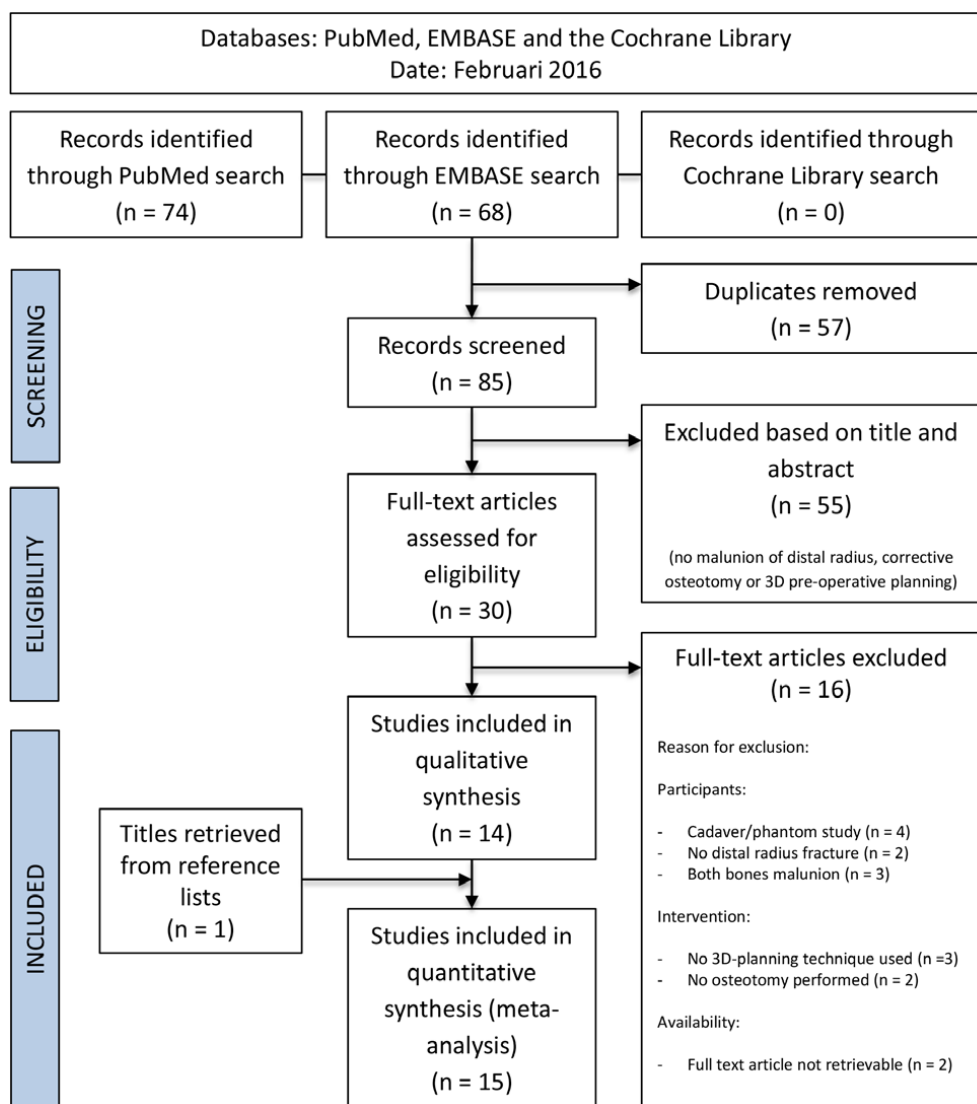 Databases: PubMed, EMBASE and the Cochrane Library
Date: Februari 2016
Records identified
through PubMed search
(n = 74)
Records identified
through EMBASE search
(n = 68)
Records identified through
Cochrane Library search
(n = 0)
SCREENING
Duplicates removed
(n = 57)
Records screened
(n = 85)
Excluded based on title and
abstract
(n = 55)
(no malunion of distal radius, corrective
osteotomy or 3D pre-operative planning)
ELIGIBILITY
Full-text articles
assessed for
eligibility
(n = 30)
Full-text articles excluded
(n = 16)
Reason for exclusion:
Participants:
- Cadaver/phantom study (n = 4)
- No distal radius fracture (n = 2)
- Both bones malunion (n = 3)
Intervention:
- No 3D-planning technique used (n =3)
- No osteotomy performed (n = 2)
Availability:
- Full text article not retrievable (n = 2)
INCLUDED
Studies included in
qualitative
synthesis
(n = 14)
Titles retrieved
from reference
lists
(n = 1)
Studies included in
quantitative
synthesis (meta-
analysis)
(n = 15)